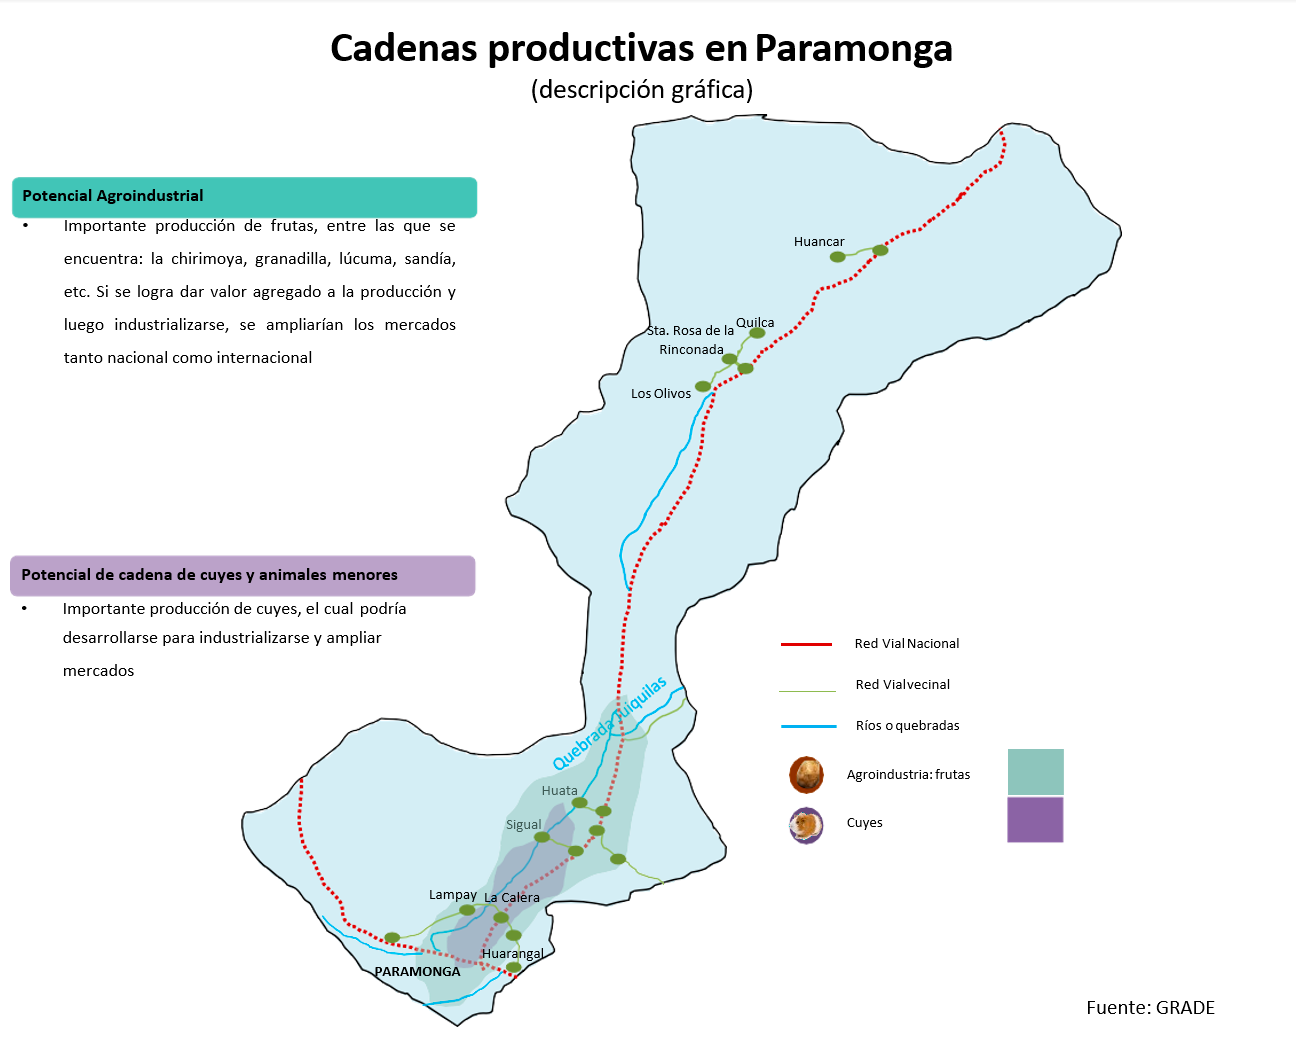 Cadenas productivas en Paramonga
(descripción gráfica)
Potencial Agroindustrial
• Importante producción de frutas, entre las que se
encuentra: la chirimoya, granadilla, lúcuma, sandía,
etc. Si se logra dar valor agregado a la producción y
luego industrializarse, se ampliarían los mercados
tanto nacional como internacional
Potencial de cadena de cuyes y animales menores
• Importante producción de cuyes, el cual podría
desarrollarse para industrializarse y ampliar
mercados
Huancar
Quilca
Sta. Rosa de la
Rinconada
Los Olivos
Quebrada Juiquilas
Huata
Sigual
Lampay
La Calera
Huarangal
PARAMONGA
Red Vial Nacional
Red Vial vecinal
Ríos o quebradas
Agroindustria: frutas
Cuyes
Fuente: GRADE